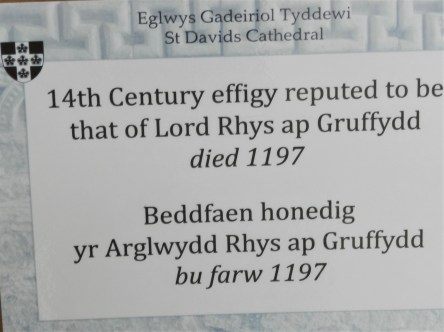 Eglwys Gadeiriol Tyddewi
St Davids Cathedral
14th Century effigy reputed to be
that of Lord Rhys ap Gruffydd
died 1197
Beddfaen honedig
yr Arglwydd Rhys ap Gruffydd
bu farw 1197